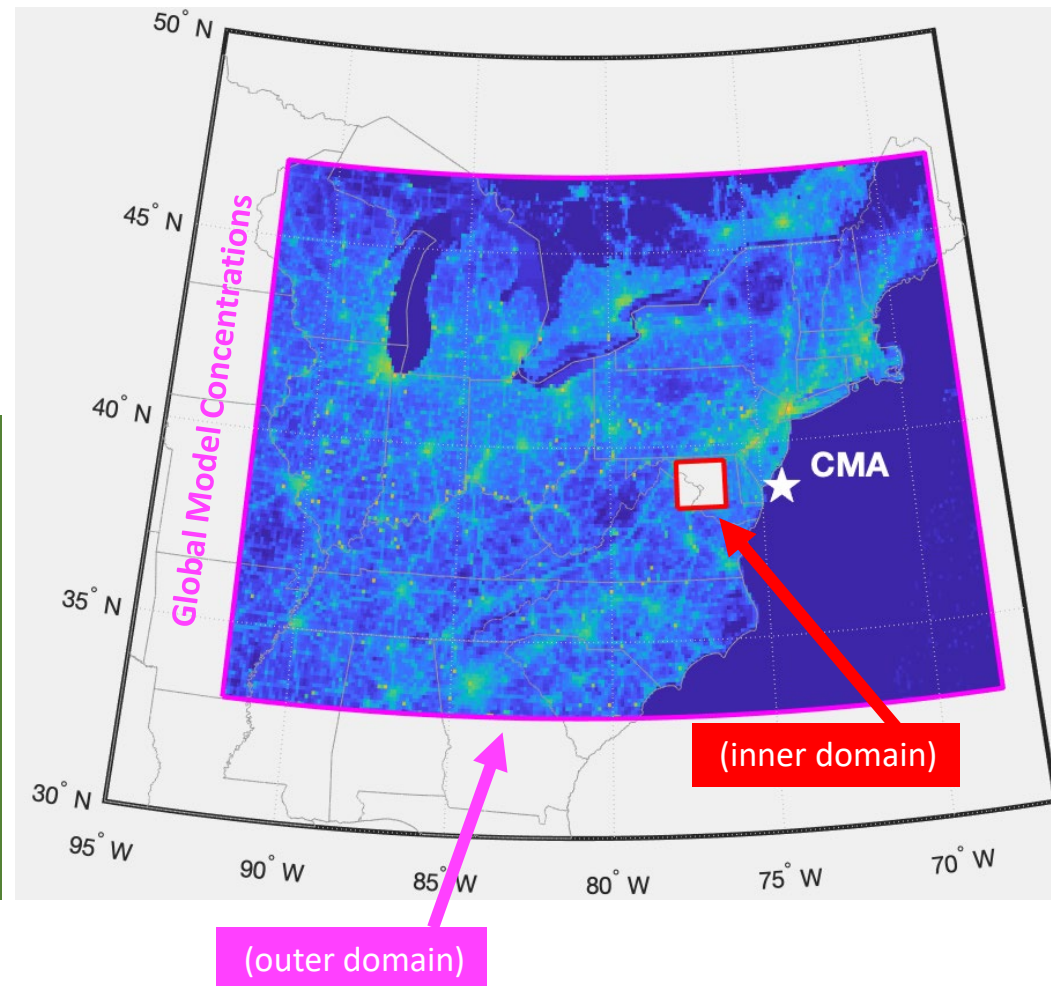 50° N
45° N
40° N
35° N
30° N
Global Model Concentrations
CMA
(inner domain)
95° W
90° W
85° W
80° W
75° W
70° W
(outer domain)